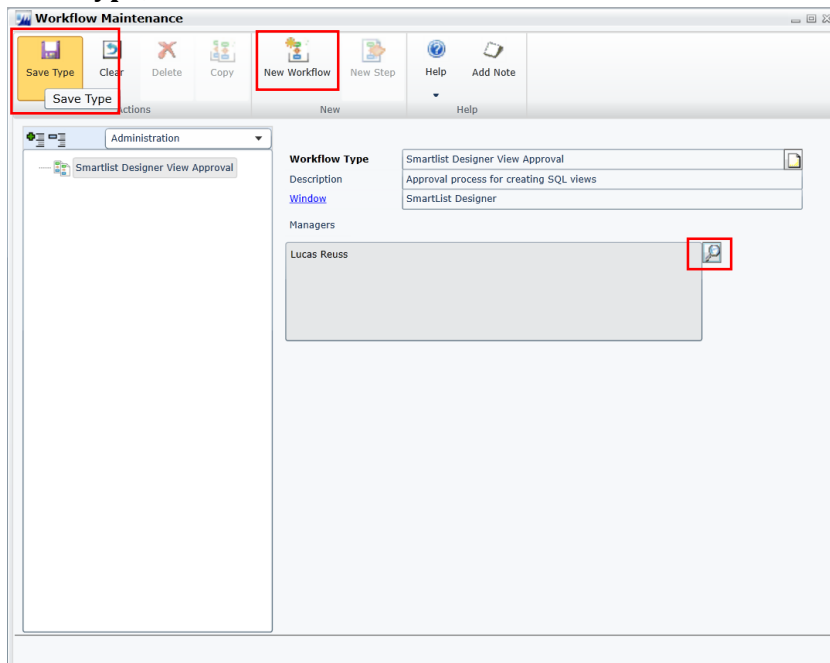 Workflow Maintenance
Save Type
Clear
Delete
Copy
New Workflow
New Step
Help
Add Note
Save Type
New
Help
Administration
Smartlist Designer View Approval
Workflow Type
Smartlist Designer View Approval
Description
Approval process for creating SQL views
Window
SmartList Designer
Managers
Lucas Reuss